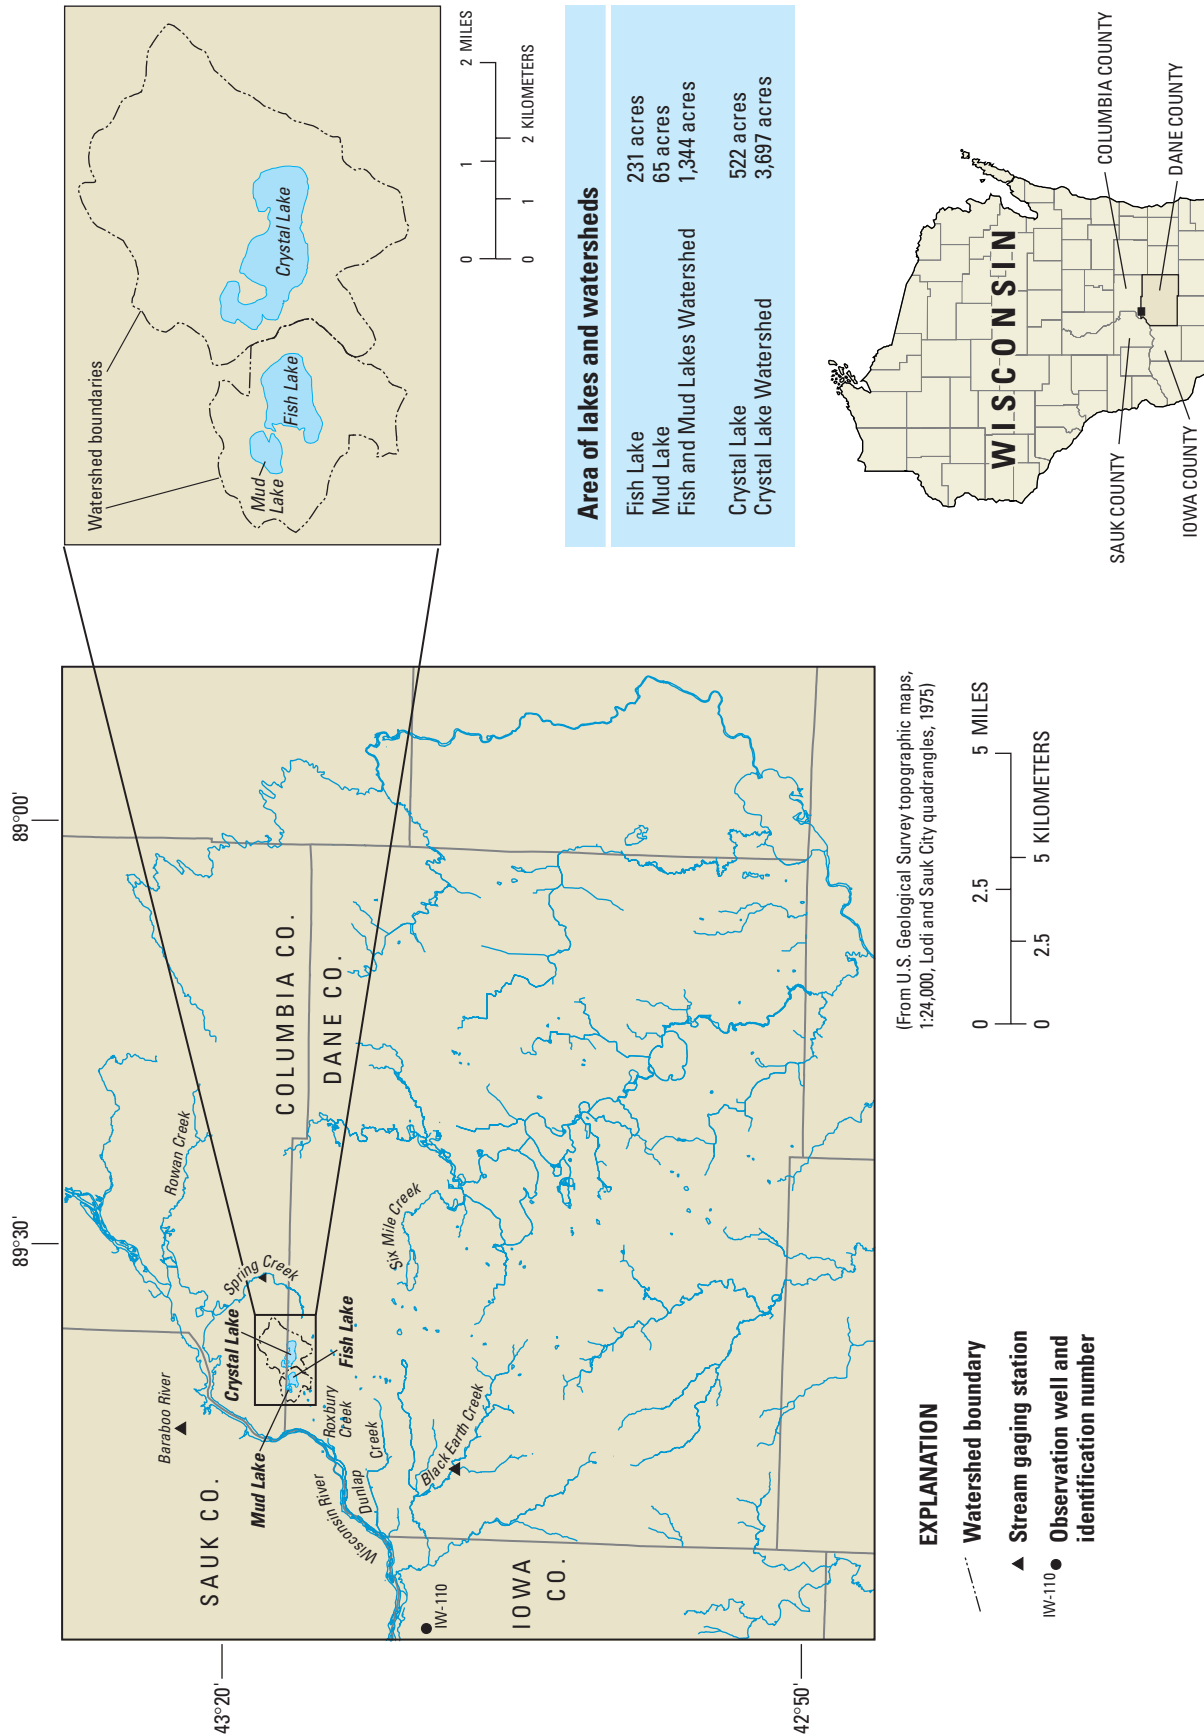 89°30'
89°00'
43°20'
42°50'
SAUK CO.
Baraboo River
Mud Lake
Crystal Lake
Fish Lake
Spring Creek
Rowan Creek
COLUMBIA CO.
DANE CO.
Roxbury
Creek
Wisconsin River
Dunlap
Creek
Six Mile Creek
Black Earth Creek
IW-110
IOWA
CO.
Watershed boundaries
Mud
Lake
Fish Lake
Crystal Lake
0 1 2 MILES
0 1 2 KILOMETERS
Area of lakes and watersheds
Fish Lake 231 acres
Mud Lake 65 acres
Fish and Mud Lakes Watershed 1,344 acres
Crystal Lake 522 acres
Crystal Lake Watershed 3,697 acres
(From U.S. Geological Survey topographic maps,
1:24,000, Lodi and Sauk City quadrangles, 1975)
0 2.5 5 MILES
0 2.5 5 KILOMETERS
EXPLANATION
Watershed boundary
Stream gaging station
IW-110 Observation well and
identification number
WISCONSIN
SAUK COUNTY
COLUMBIA COUNTY
IOWA COUNTY
DANE COUNTY